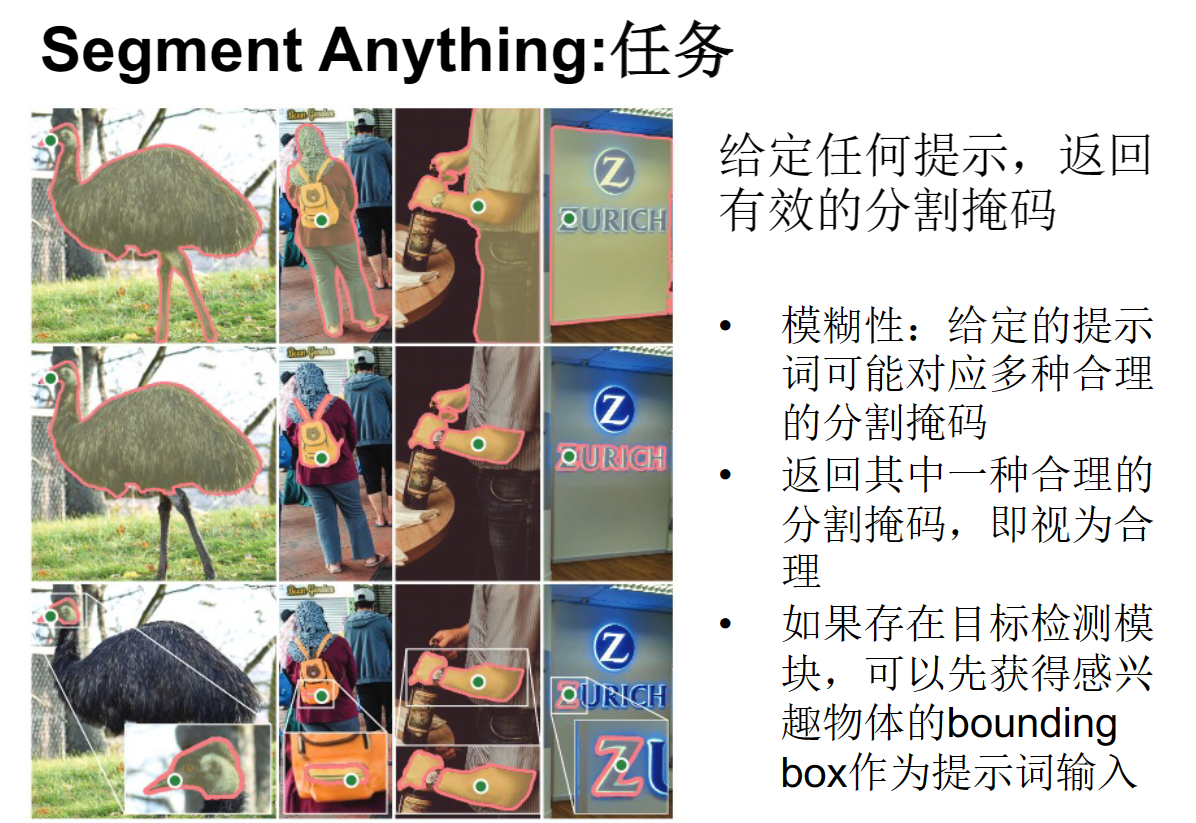 Segment Anything:任务
给定任何提示，返回
有效的分割掩码
• 模糊性：给定的提示
词可能对应多种合理
的分割掩码
• 返回其中一种合理的
分割掩码，即视为合
理
• 如果存在目标检测模
块，可以先获得感兴
趣物体的bounding
box作为提示词输入
Z
ZURICH
Z
ZURICH
Z
ZURICH
ZU